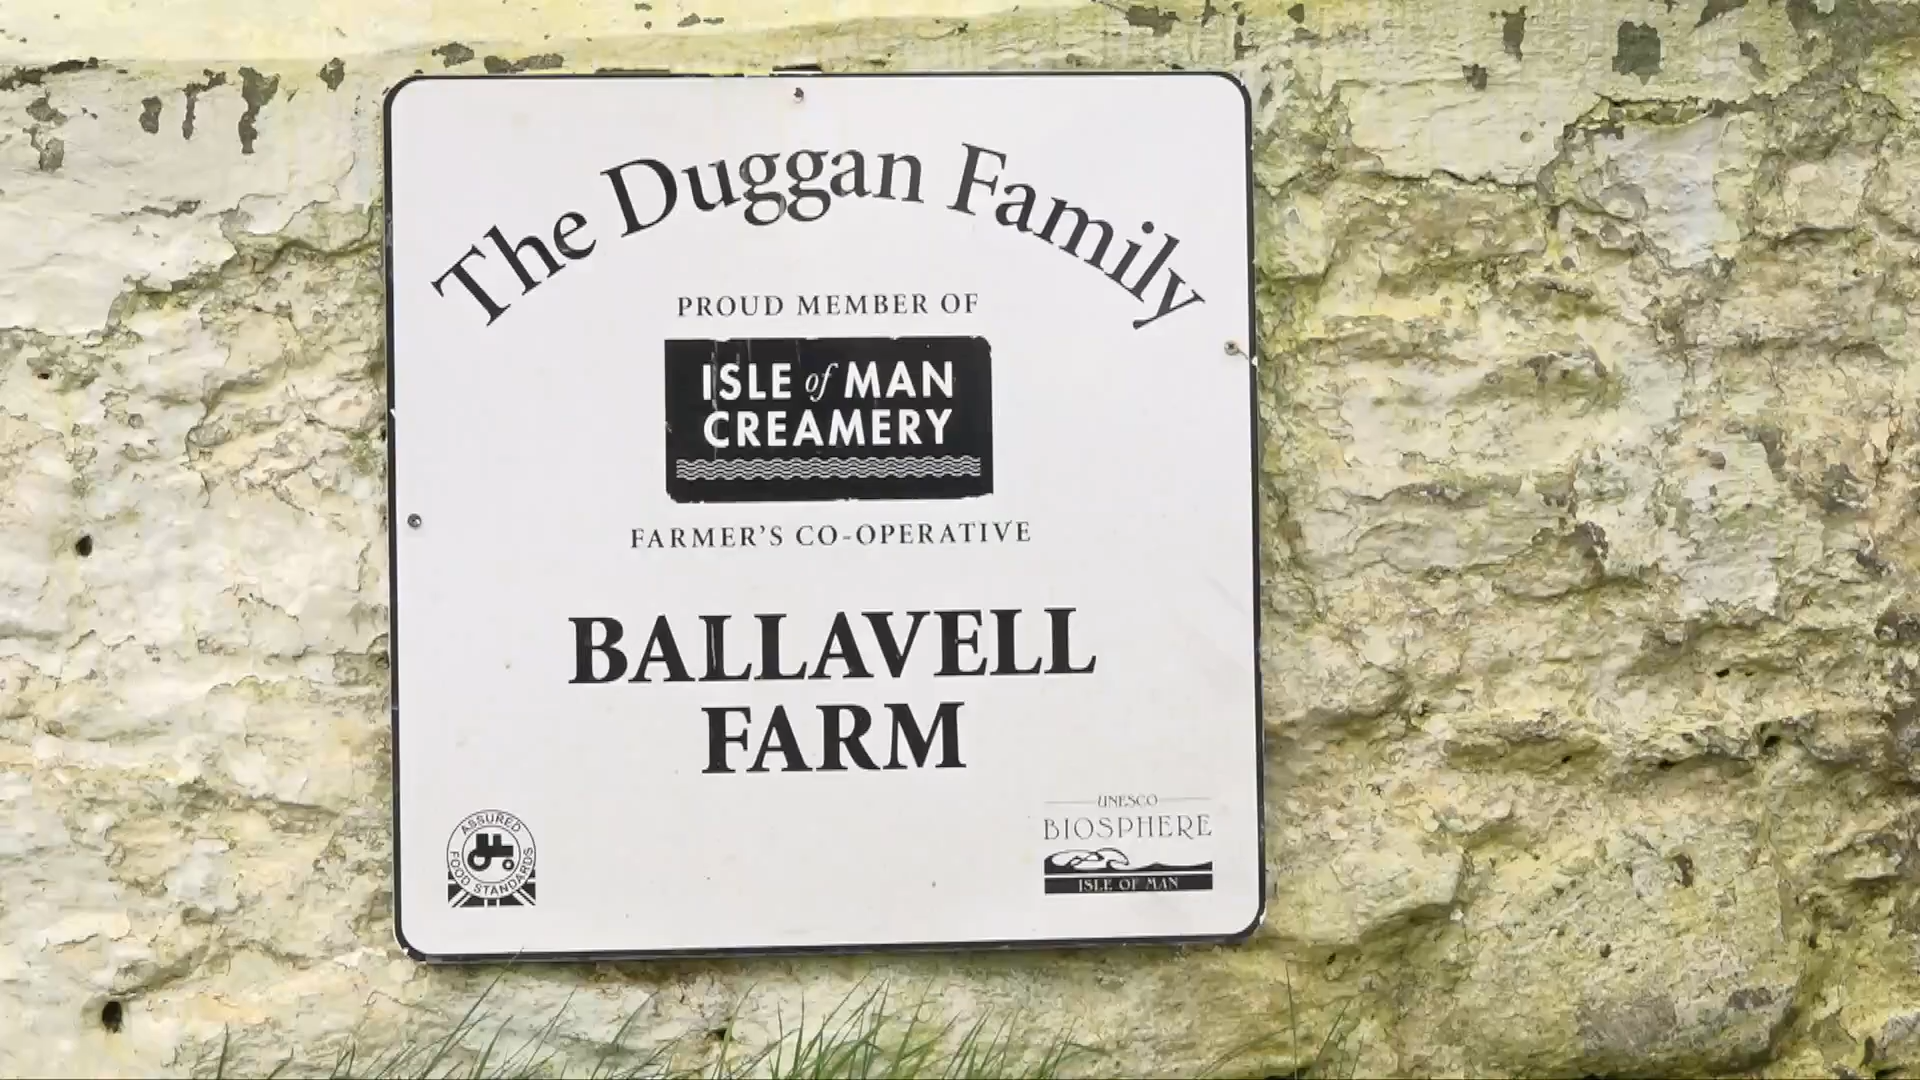 The Duggan Family
PROUD MEMBER OF
ISLE of MAN
CREAMERY
FARMER'S CO-OPERATIVE
BALLAVELL
FARM
ASSURED
FOOD STANDARDS
UNESCO
BIOSPHERE
ISLE OF MAN